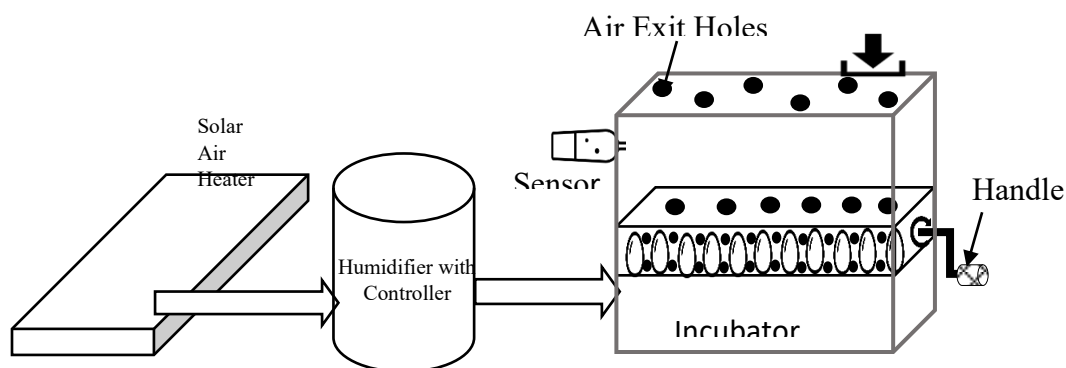 Air Exit Holes
Solar
Air
Heater
Sensor
Handle
Humidifier with
Controller
Incubator